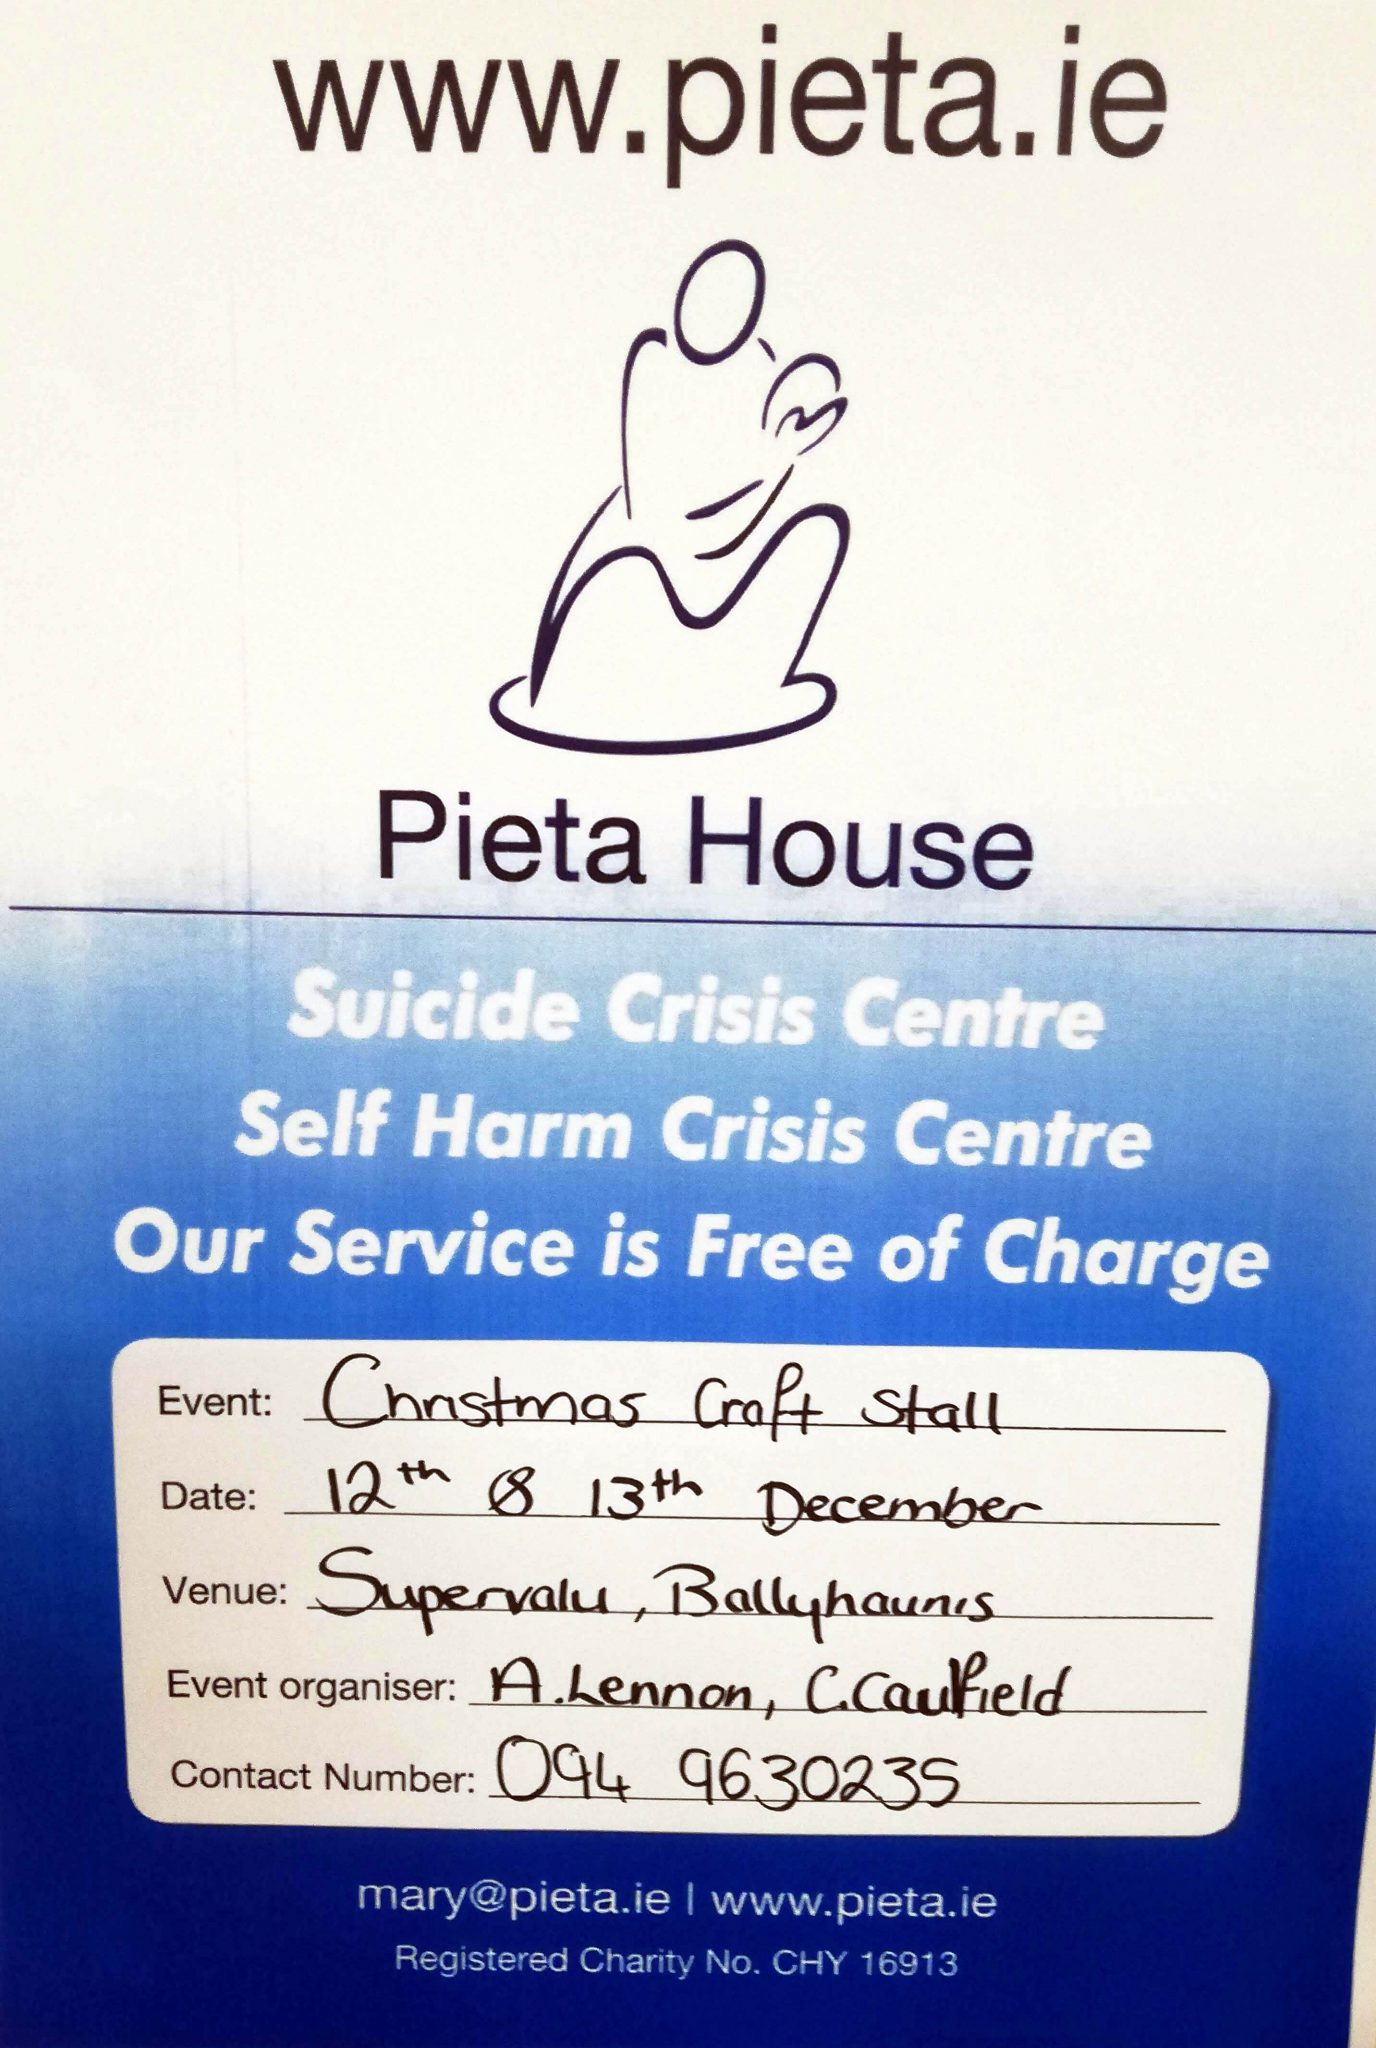 www.pieta.ie
Pieta House
Suicide Crisis Centre
Self Harm Crisis Centre
Our Service is Free of Charge
Event: Christmas Craft Stall
Date: 12th & 13th December
Venue: Supervalu, Ballyhaunis
Event organiser: A.Lennon, C.Caulfield
Contact Number: 094 9630235
mary@pieta.ie | www.pieta.ie
Registered Charity No. CHY 16913